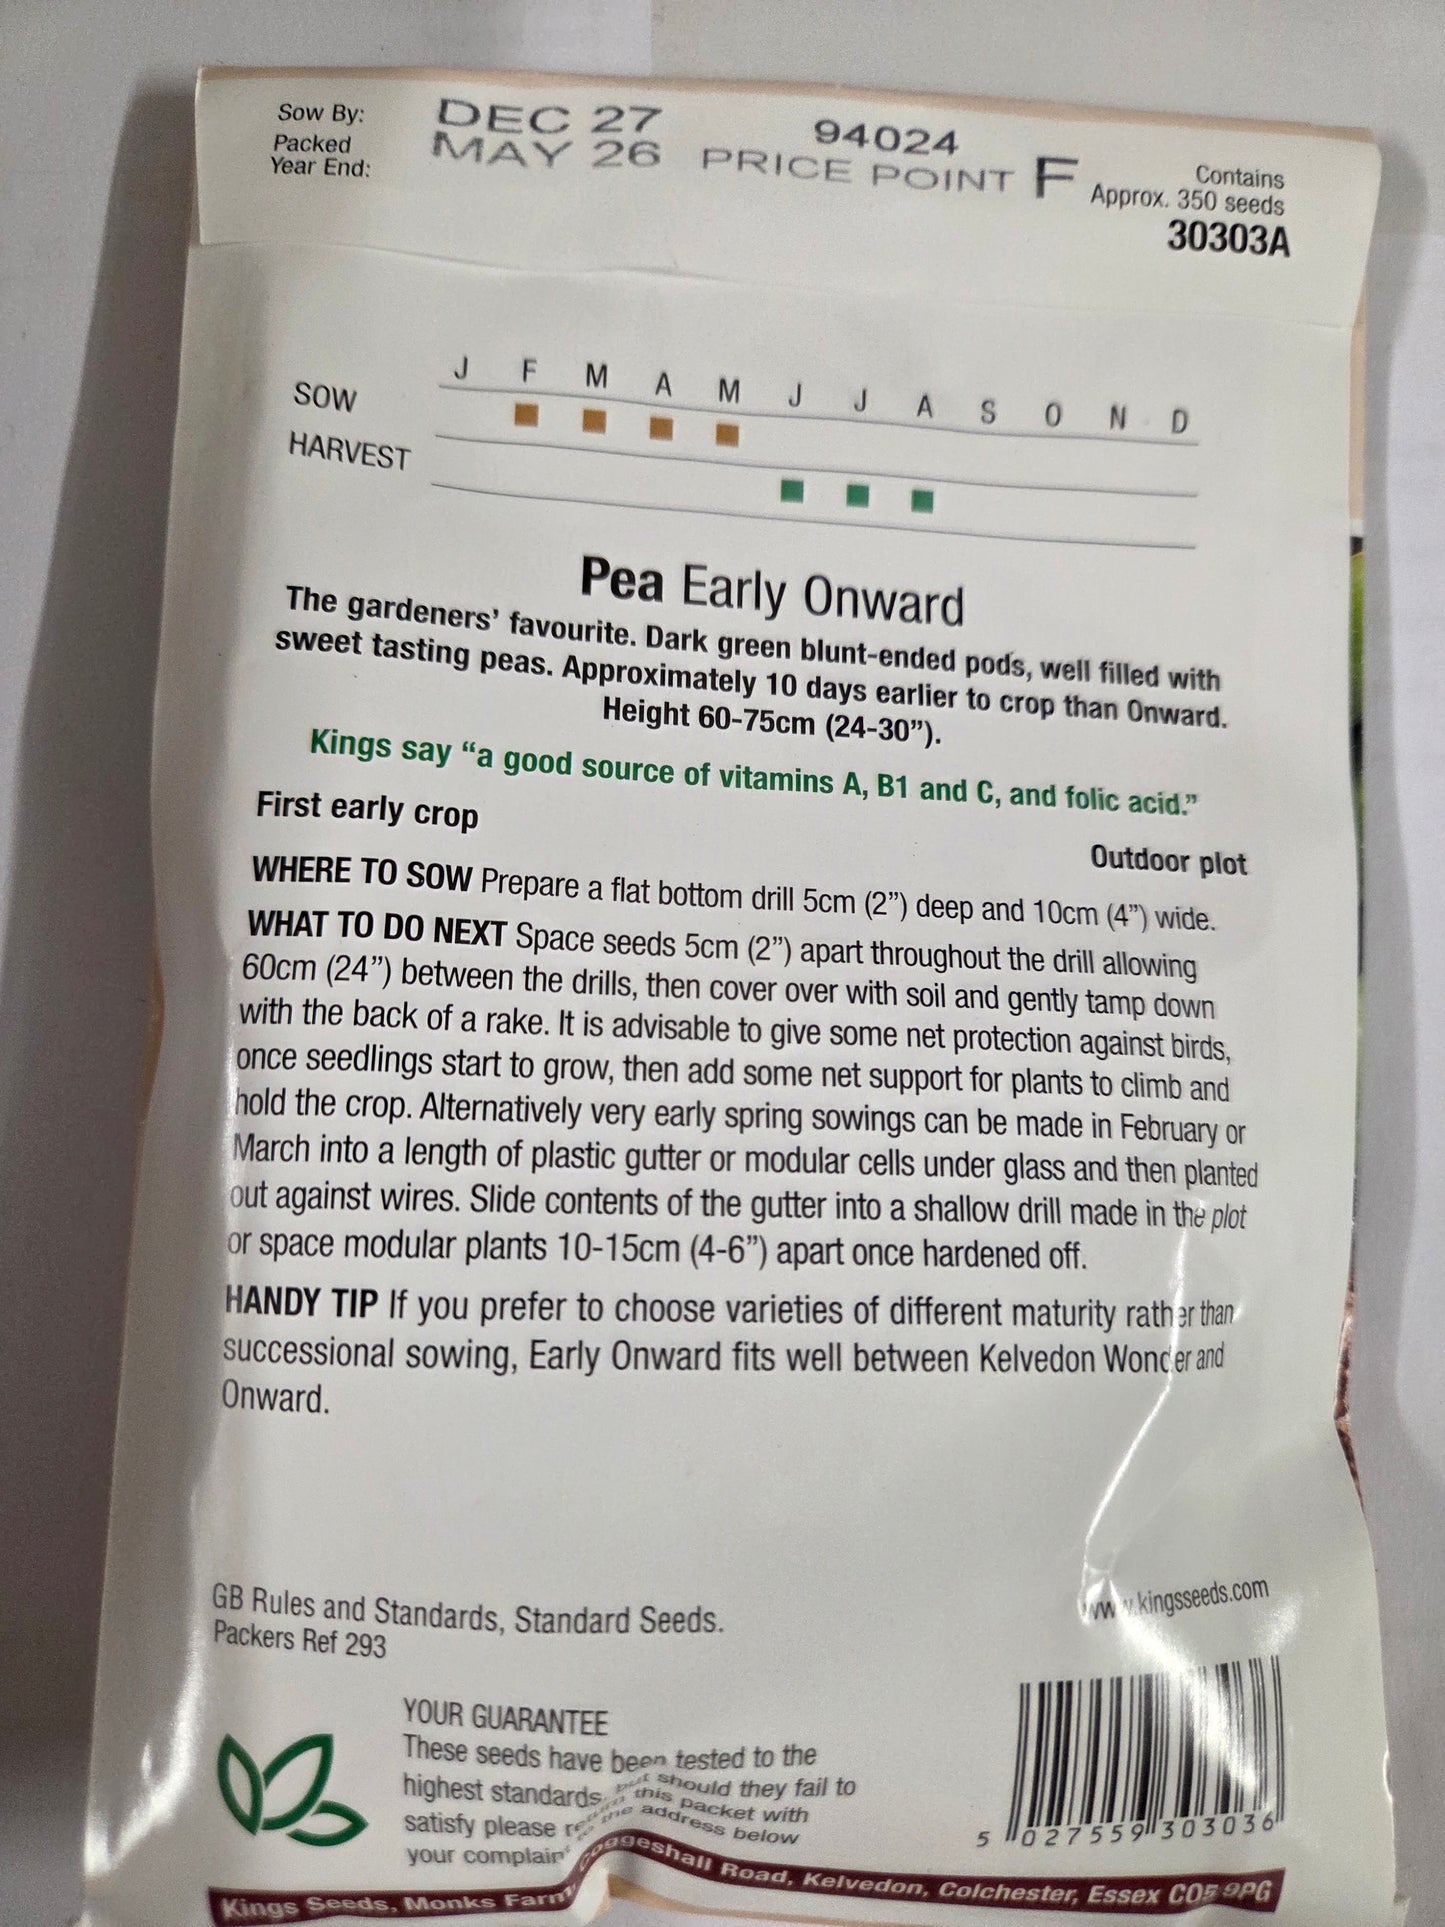 Sow By: DEC 27
Packed Year End: MAY 26
94024
PRICE POINT F
Contains
Approx. 350 seeds
30303A
J F M A M J J A S O N D
SOW
HARVEST
Pea Early Onward
The gardeners' favourite. Dark green blunt-ended pods, well filled with
sweet tasting peas. Approximately 10 days earlier to crop than Onward.
Height 60-75cm (24-30").
Kings say "a good source of vitamins A, B1 and C, and folic acid."
First early crop
Outdoor plot
WHERE TO SOW Prepare a flat bottom drill 5cm (2") deep and 10cm (4") wide.
WHAT TO DO NEXT Space seeds 5cm (2") apart throughout the drill allowing
60cm (24") between the drills, then cover over with soil and gently tamp down
with the back of a rake. It is advisable to give some net protection against birds,
once seedlings start to grow, then add some net support for plants to climb and
hold the crop. Alternatively very early spring sowings can be made in February or
March into a length of plastic gutter or modular cells under glass and then planted
out against wires. Slide contents of the gutter into a shallow drill made in the plot
or space modular plants 10-15cm (4-6") apart once hardened off.
HANDY TIP If you prefer to choose varieties of different maturity rather than
successional sowing, Early Onward fits well between Kelvedon Wonder and
Onward.
GB Rules and Standards, Standard Seeds.
Packers Ref 293
www.kingsseeds.com
YOUR GUARANTEE
These seeds have been tested to the
highest standards but should they fail to
satisfy please return this packet with
your complaint to the address below
5 027559 303036
Kings Seeds, Monks Farm, Coggeshall Road, Kelvedon, Colchester, Essex CO5 9PG